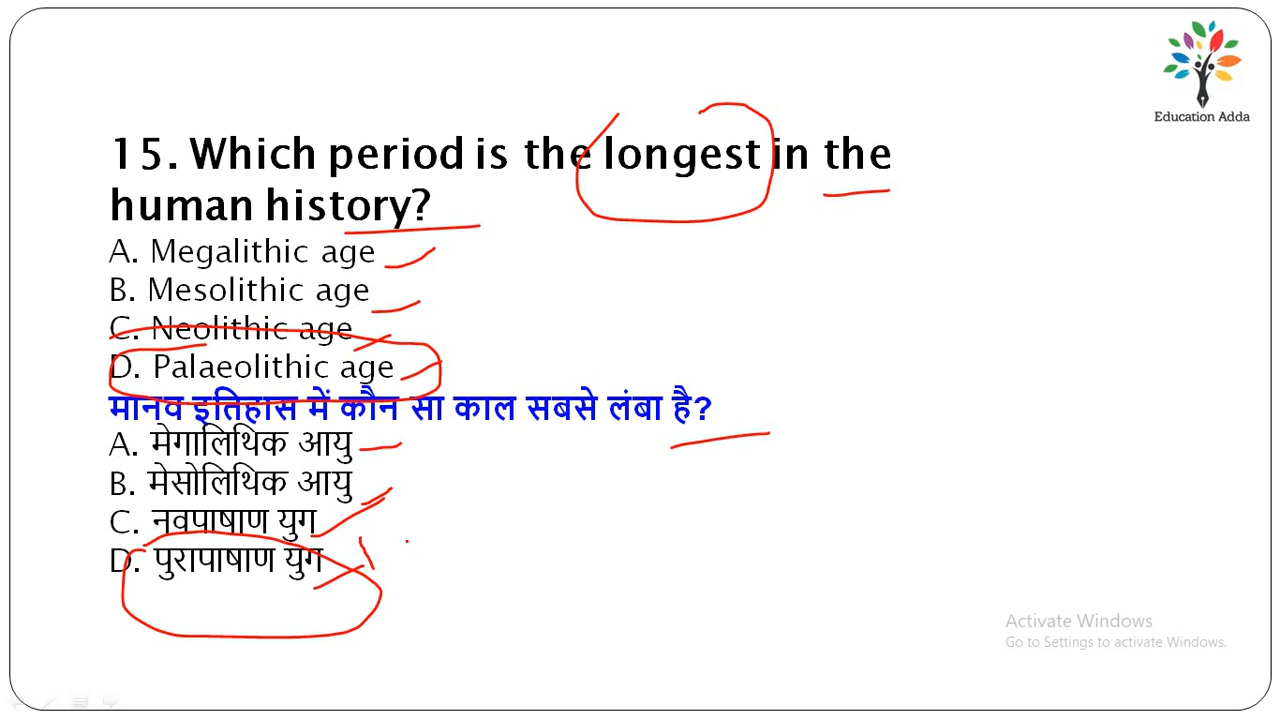 Education Adda
15. Which period is the longest in the
human history?
A. Megalithic age
B. Mesolithic age
C. Neolithic age
D. Palaeolithic age
मानव इतिहास में कौन सा काल सबसे लंबा है?
A. मेगालिथिक आयु
B. मेसोलिथिक आयु
C. नवपाषाण युग
D. पुरापाषाण युग
Activate Windows
Go to Settings to activate Windows.